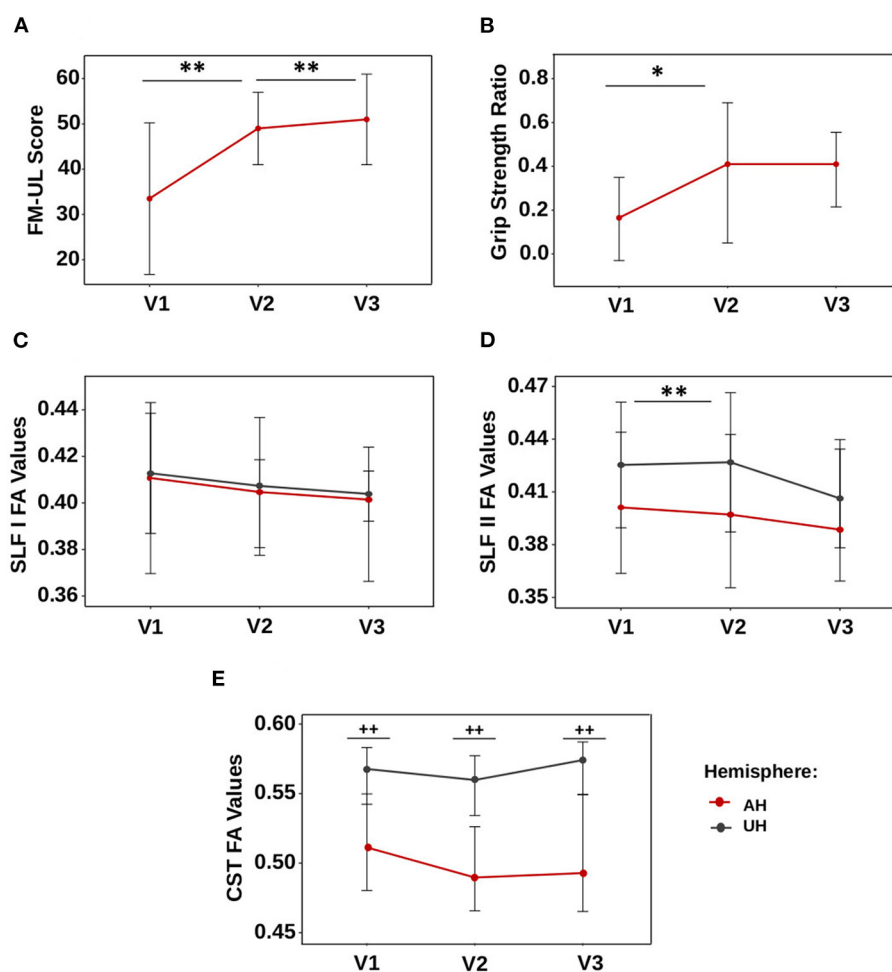 A
FM-UL Score
60
50
40
30
20
** **
V1 V2 V3
B
Grip Strength Ratio
0.8
0.6
0.4
0.2
0.0
*
V1 V2 V3
C
SLF I FA Values
0.44
0.42
0.40
0.38
0.36
V1 V2 V3
D
SLF II FA Values
0.47
0.44
0.41
0.38
0.35
**
V1 V2 V3
E
CST FA Values
0.60
0.55
0.50
0.45
++ ++ ++
V1 V2 V3
Hemisphere:
AH
UH